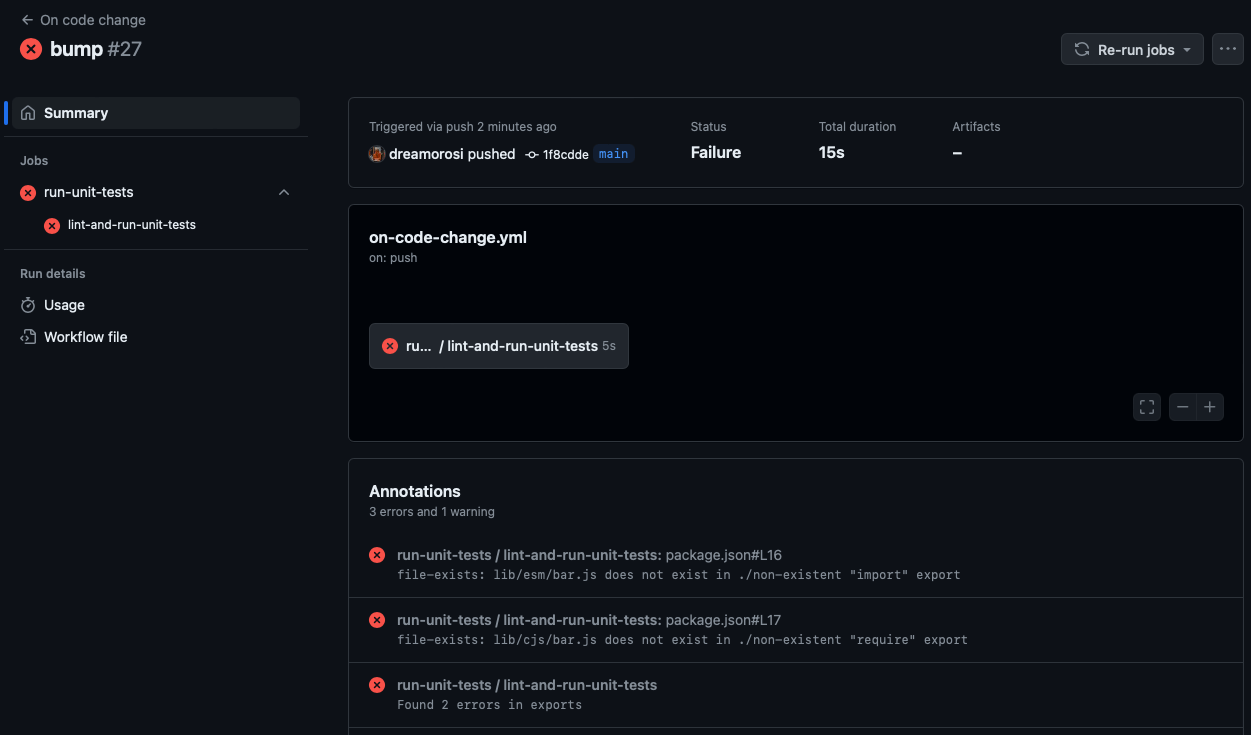 ← On code change
bump #27
Re-run jobs
Summary
Jobs
run-unit-tests
lint-and-run-unit-tests
Run details
Usage
Workflow file
Triggered via push 2 minutes ago
dreamorosi pushed 1f8cdde main
Status
Failure
Total duration
15s
Artifacts
–
on-code-change.yml
on: push
ru... / lint-and-run-unit-tests 5s
Annotations
3 errors and 1 warning
run-unit-tests / lint-and-run-unit-tests: package.json#L16
file-exists: lib/esm/bar.js does not exist in ./non-existent "import" export
run-unit-tests / lint-and-run-unit-tests: package.json#L17
file-exists: lib/cjs/bar.js does not exist in ./non-existent "require" export
run-unit-tests / lint-and-run-unit-tests
Found 2 errors in exports